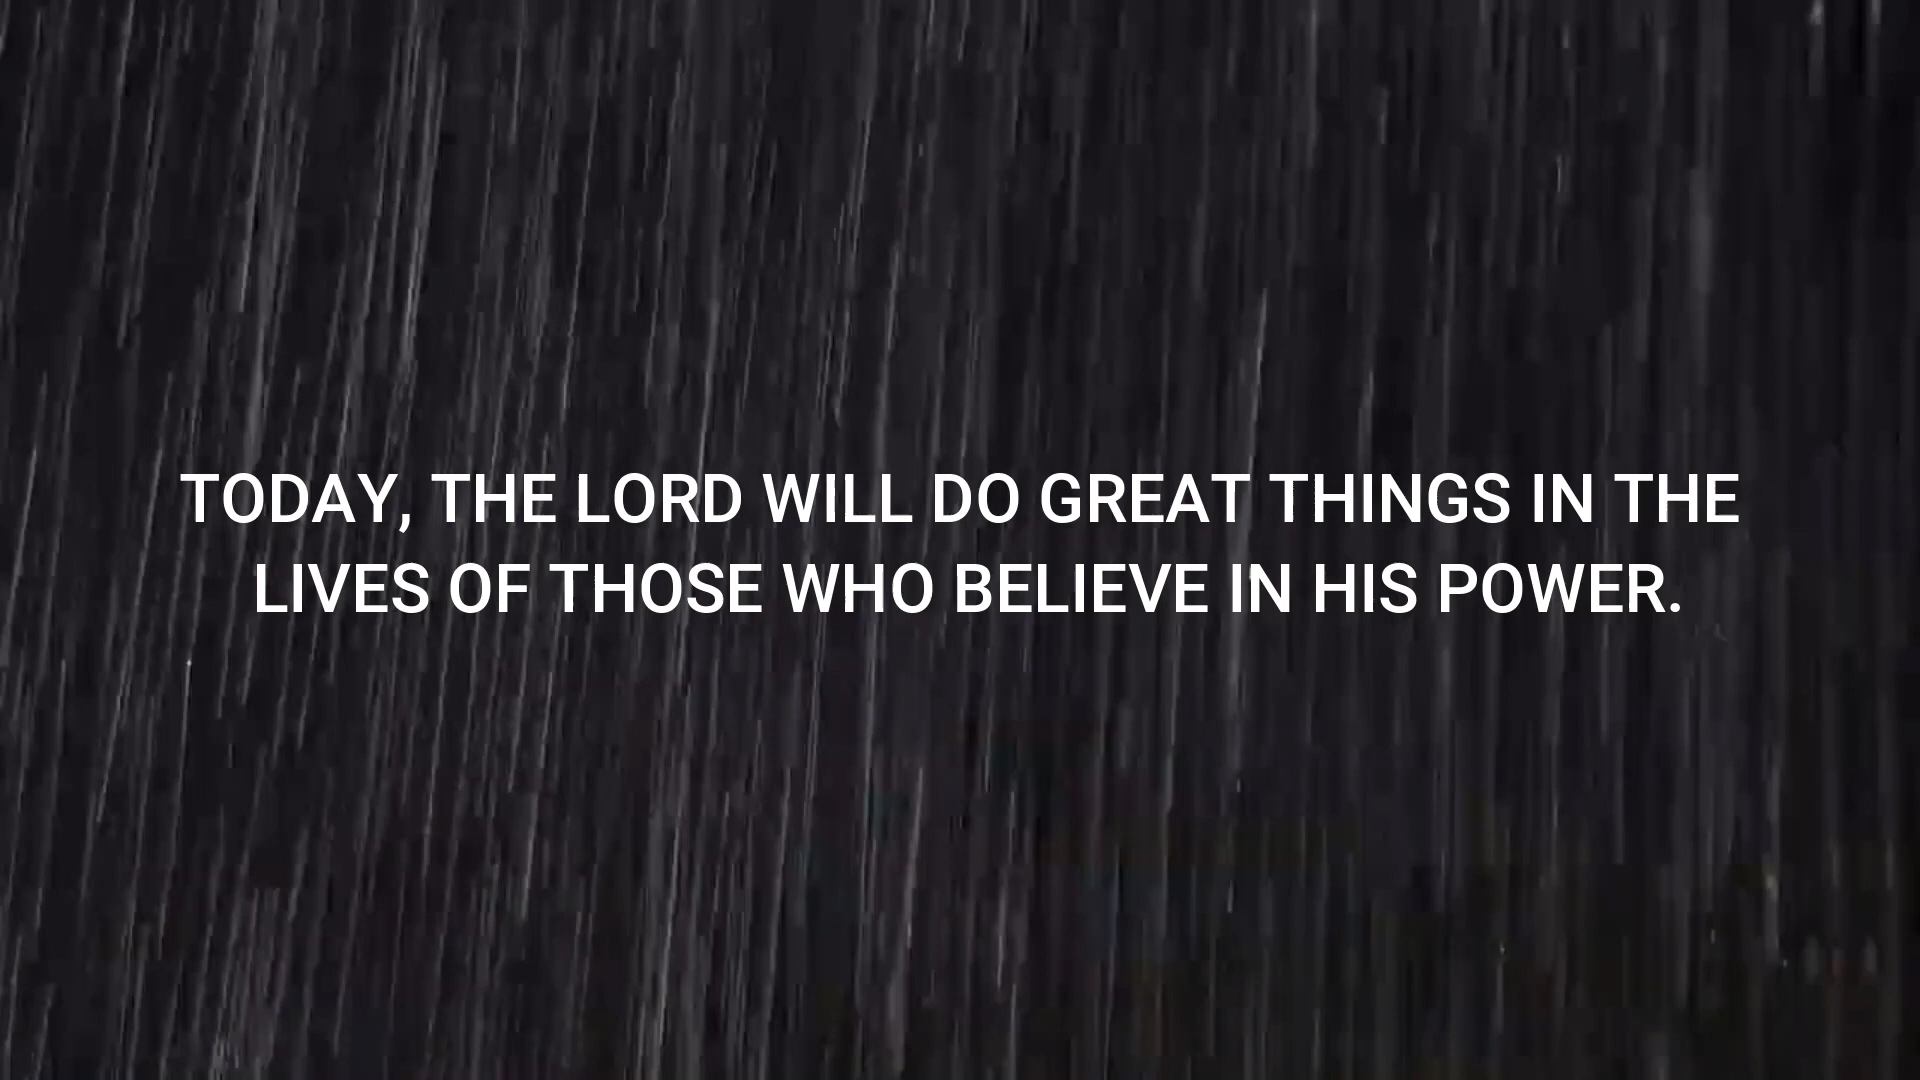 TODAY, THE LORD WILL DO GREAT THINGS IN THE
LIVES OF THOSE WHO BELIEVE IN HIS POWER.